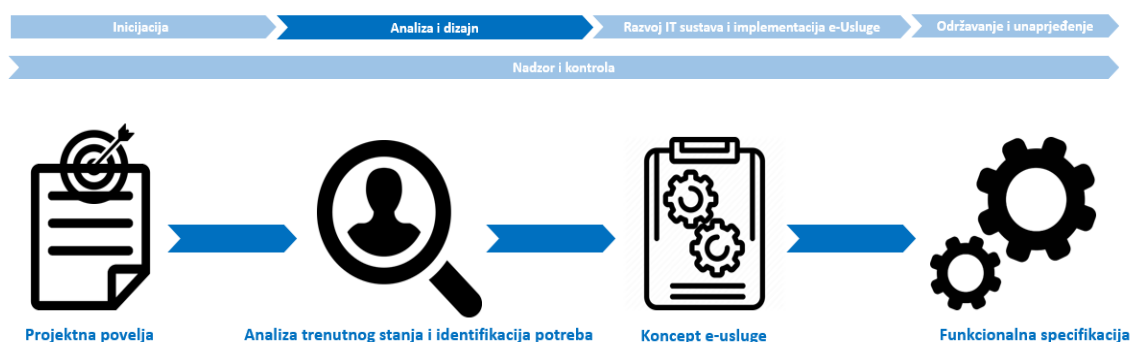 Inicijacija
Analiza i dizajn
Razvoj IT sustava i implementacija e-Usluge
Održavanje i unaprjeđenje
Nadzor i kontrola
Projektna povelja
Analiza trenutnog stanja i identifikacija potreba
Koncept e-usluge
Funkcionalna specifikacija